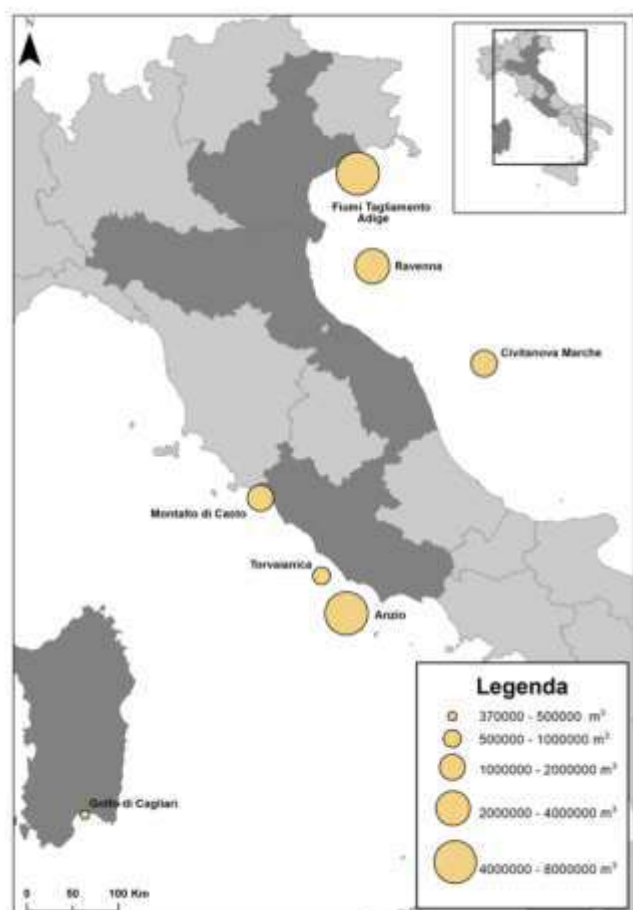 N
Fiumi Tagliamento
Adige
Ravenna
Civitanova Marche
Montalto di Casto
Torvaianica
Anzio
Golfo di Cagliari
Legenda
370000 - 500000 m³
500000 - 1000000 m³
1000000 - 2000000 m³
2000000 - 4000000 m³
4000000 - 8000000 m³
0 50 100 Km